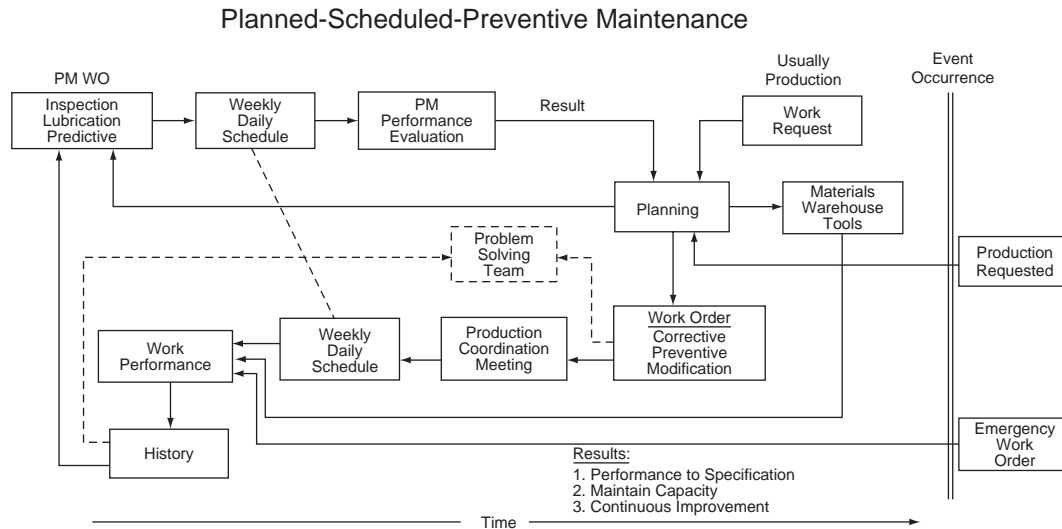 Planned-Scheduled-Preventive Maintenance
PM WO
Inspection
Lubrication
Predictive
Weekly
Daily
Schedule
PM
Performance
Evaluation
Result
Usually
Production
Work
Request
Event
Occurrence
Planning
Materials
Warehouse
Tools
Problem
Solving
Team
Production
Requested
Work Order
Corrective
Preventive
Modification
Production
Coordination
Meeting
Weekly
Daily
Schedule
Work
Performance
History
Emergency
Work
Order
Results:
1. Performance to Specification
2. Maintain Capacity
3. Continuous Improvement
Time